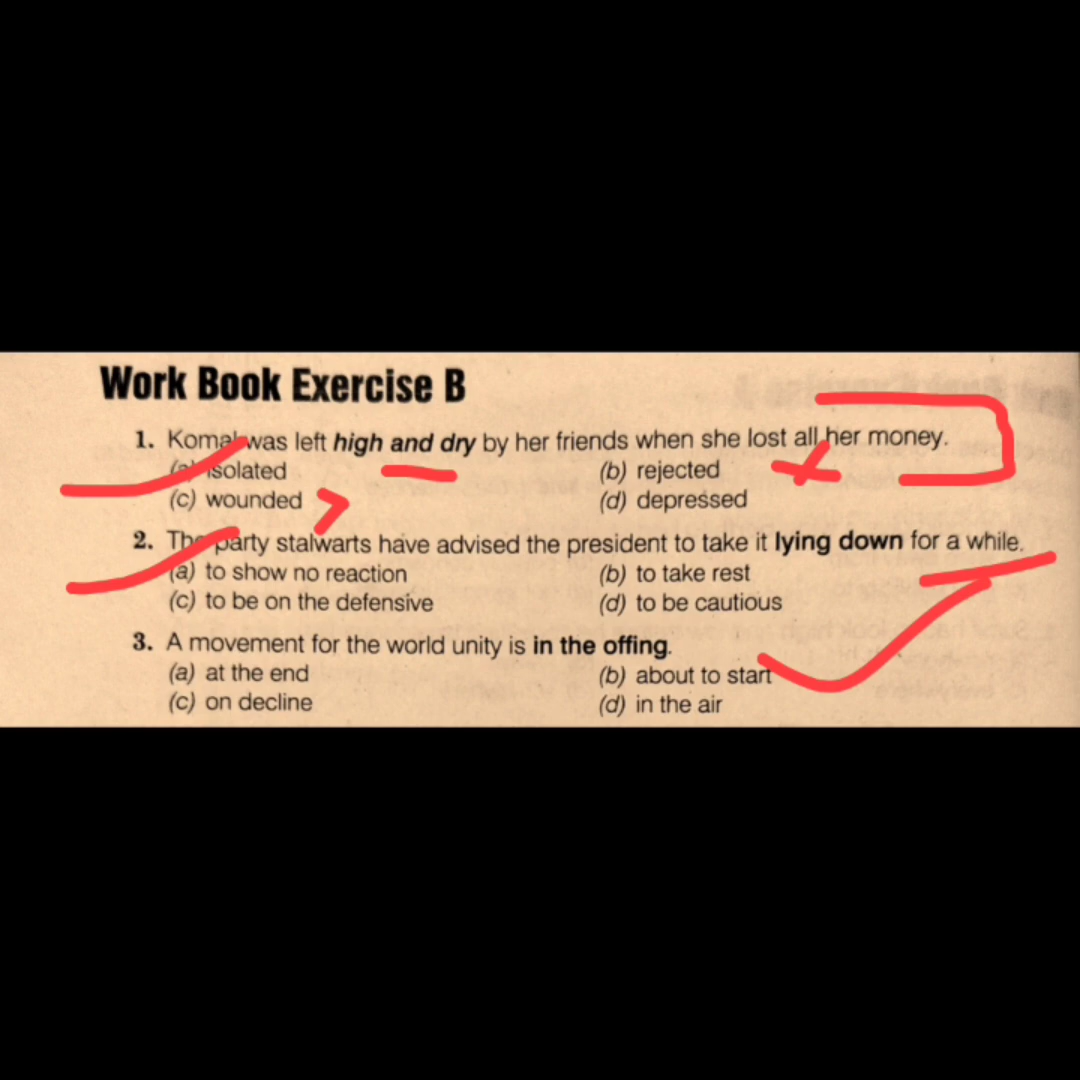 Work Book Exercise B
1. Komal was left high and dry by her friends when she lost all her money.
(a) isolated (b) rejected
(c) wounded (d) depressed
2. The party stalwarts have advised the president to take it lying down for a while.
(a) to show no reaction (b) to take rest
(c) to be on the defensive (d) to be cautious
3. A movement for the world unity is in the offing.
(a) at the end (b) about to start
(c) on decline (d) in the air